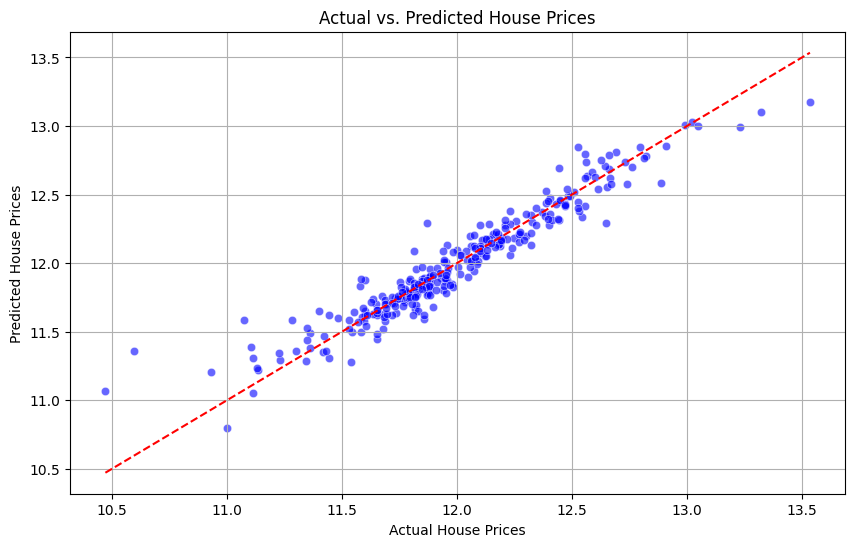 Actual vs. Predicted House Prices
Predicted House Prices
13.5
13.0
12.5
12.0
11.5
11.0
10.5
10.5 11.0 11.5 12.0 12.5 13.0 13.5
Actual House Prices